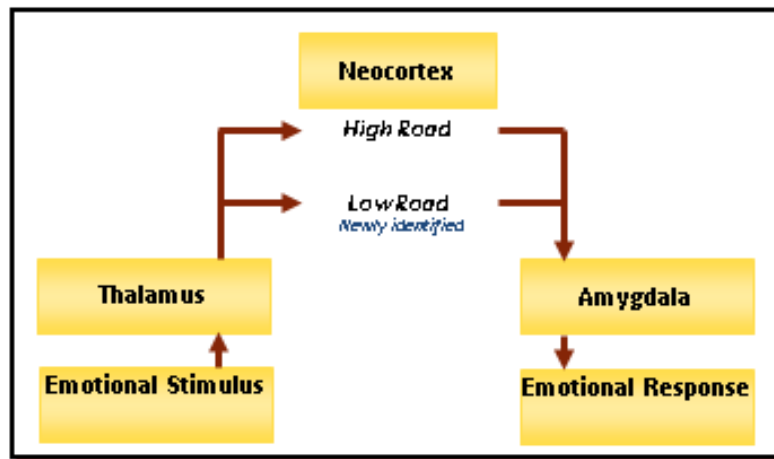 Neocortex
High Road
Low Road
Newly identified
Thalamus
Amygdala
Emotional Stimulus
Emotional Response